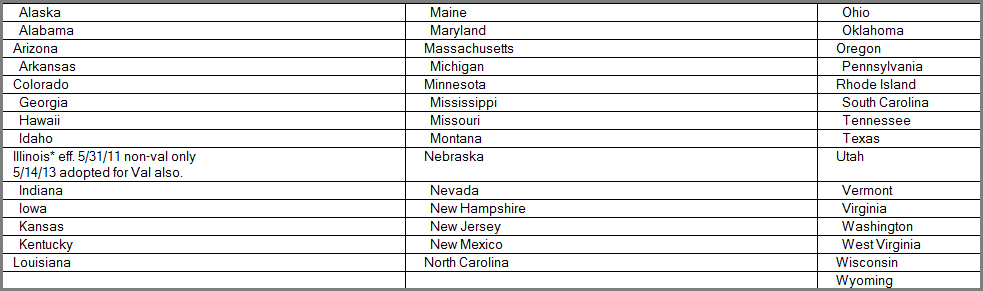 Alaska Maine Ohio
Alabama Maryland Oklahoma
Arizona Massachusetts Oregon
Arkansas Michigan Pennsylvania
Colorado Minnesota Rhode Island
Georgia Mississippi South Carolina
Hawaii Missouri Tennessee
Idaho Montana Texas
Illinois* eff. 5/31/11 non-val only Nebraska Utah
5/14/13 adopted for Val also.
Indiana Nevada Vermont
Iowa New Hampshire Virginia
Kansas New Jersey Washington
Kentucky New Mexico West Virginia
Louisiana North Carolina Wisconsin
Wyoming